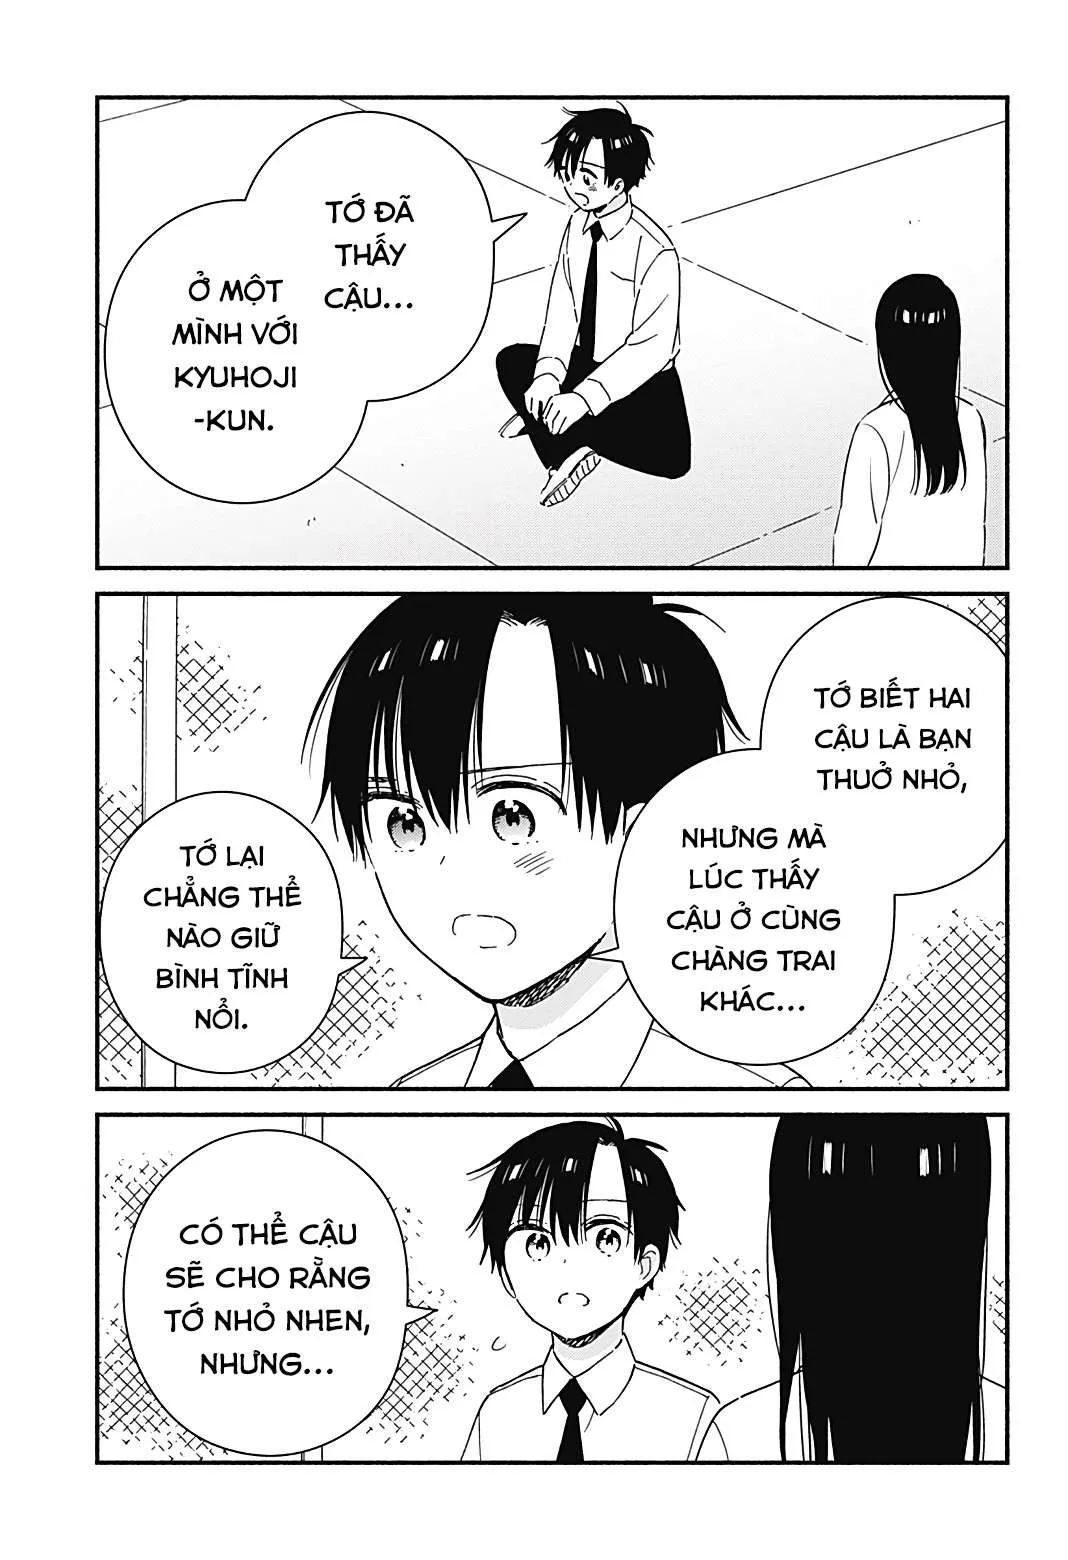 TỚ ĐÃ
THẤY
CẬU...
Ở MỘT
MÌNH VỚI
KYUHOJI
-KUN.
TỚ BIẾT HAI
CẬU LÀ BẠN
THUỞ NHỎ,
NHƯNG MÀ
LÚC THẤY
CẬU Ở CÙNG
CHÀNG TRAI
KHÁC...
TỚ LẠI
CHẲNG THỂ
NÀO GIỮ
BÌNH TĨNH
NỔI.
CÓ THỂ CẬU
SẼ CHO RẰNG
TỚ NHỎ NHEN,
NHƯNG...